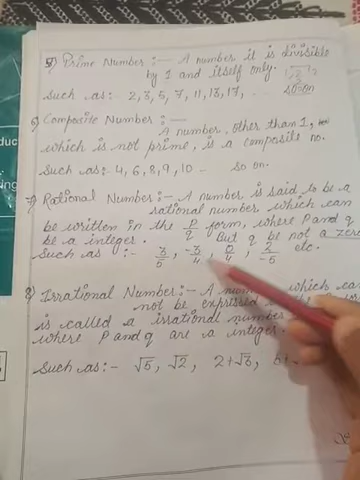 5) Prime Number :- A number it is divisible
by 1 and itself only.
such as: 2, 3, 5, 7, 11, 13, 17, .. so on
6) Composite Number :-
A number, other than 1,
which is not prime, is a composite no.
Such as:- 4, 6, 8, 9, 10 .. so on.
7) Rational Number :- A number is said to be a
rational number which can
be written in the P/q form, where P and q
be a integer. But q be not a zero
Such as :- 3/5, -3/4, 0/4, 2/-5 etc.
8) Irrational Number :- A number which can
not be expressed
is called a irrational number
where P and q are a integer.
Such as :- √5, √2, 2+√3,